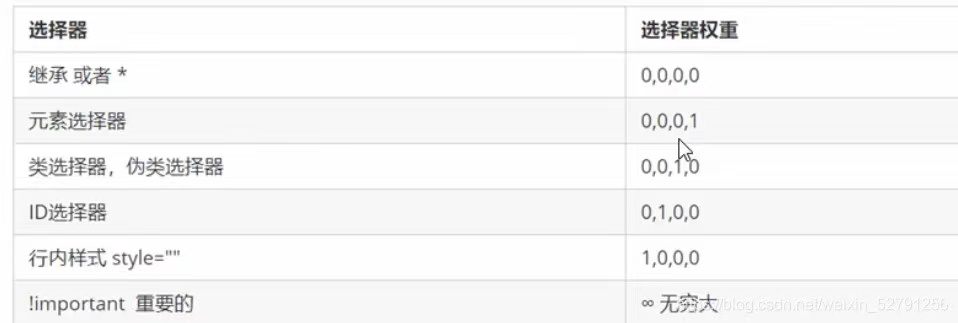 选择器 选择器权重
继承 或者 * 0,0,0,0
元素选择器 0,0,0,1
类选择器，伪类选择器 0,0,1,0
ID选择器 0,1,0,0
行内样式 style="" 1,0,0,0
!important 重要的 ∞ 无穷大
https://blog.csdn.net/weixin_52791256